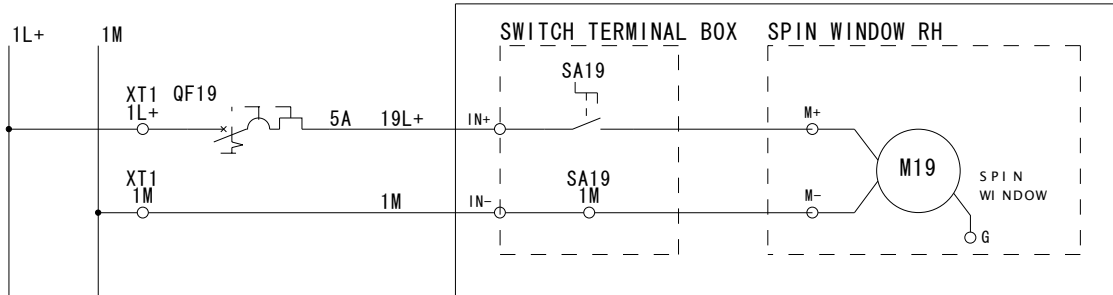 1L+ 1M
SWITCH TERMINAL BOX SPIN WINDOW RH
SA19
XT1 QF19
1L+
5A 19L+ IN+ M+
M19
SPIN
WINDOW
XT1 SA19
1M 1M
1M IN- M-
G